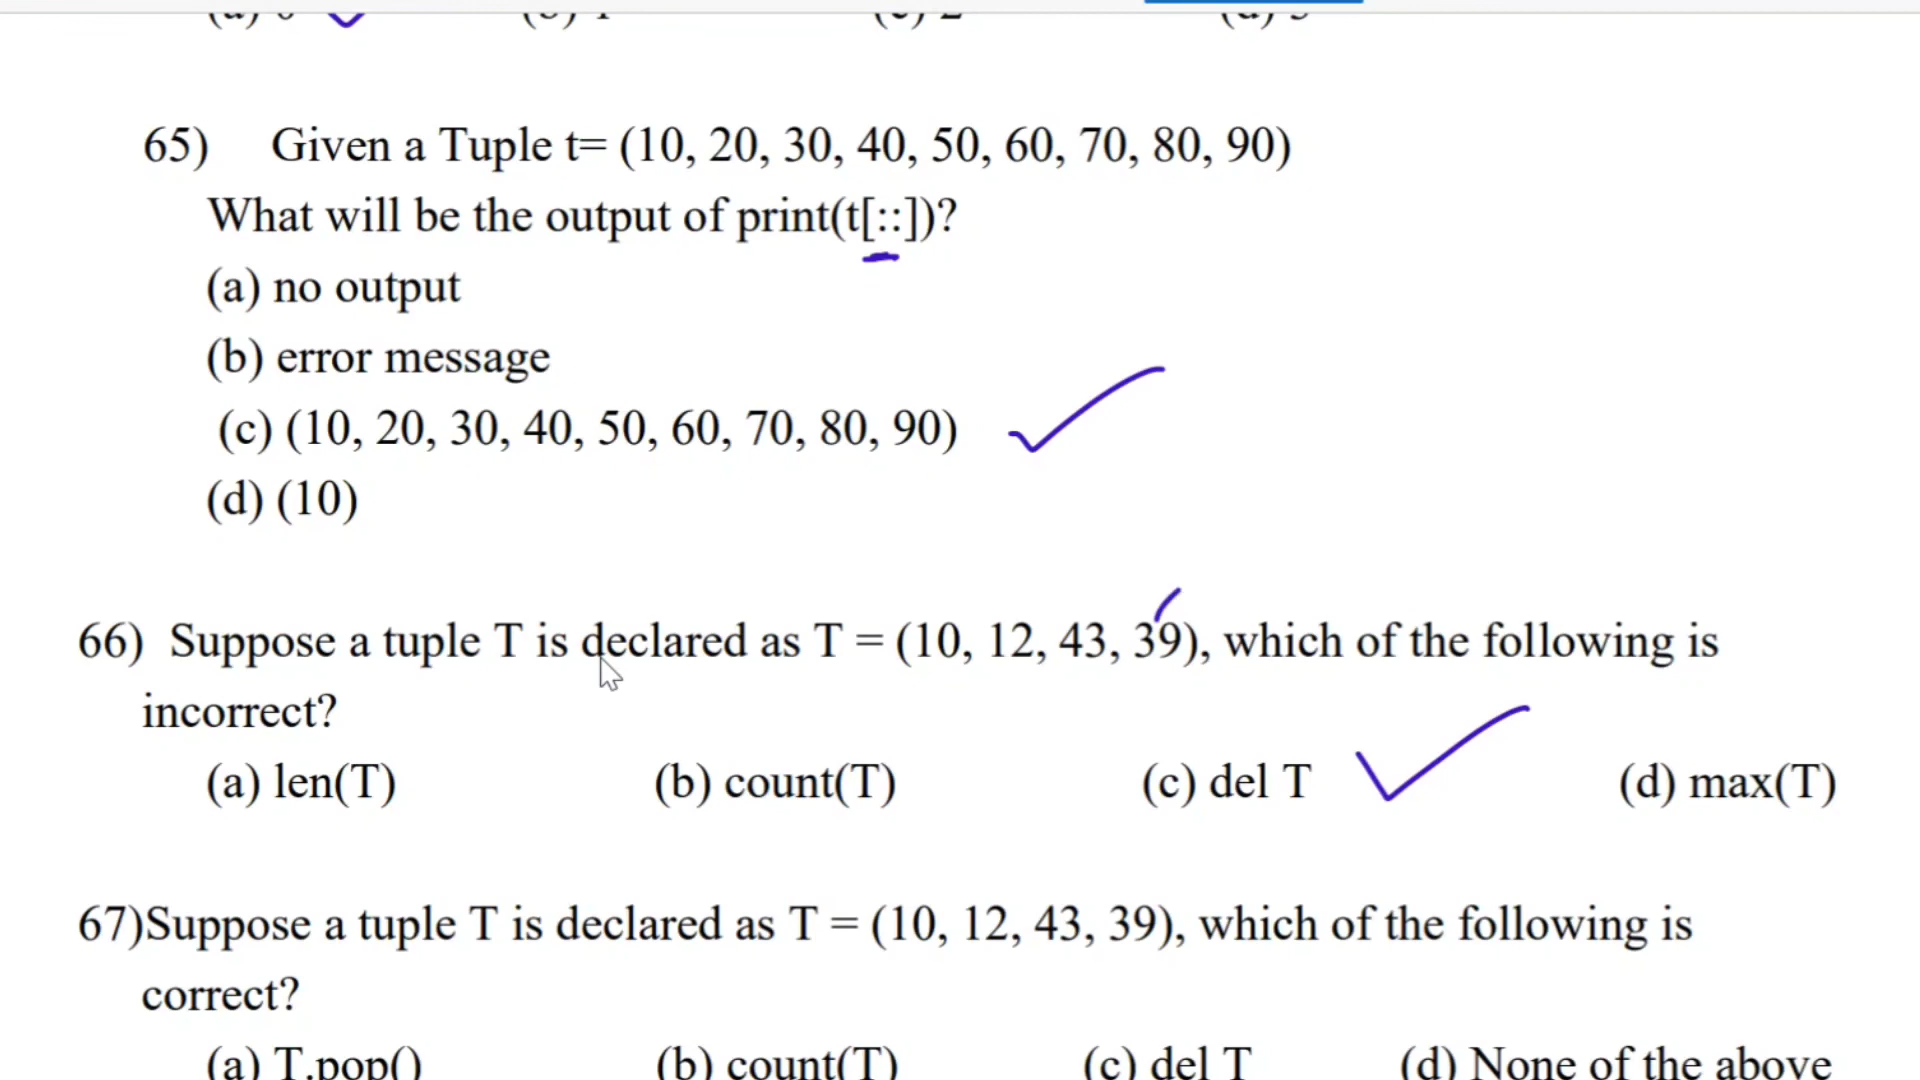 65) Given a Tuple t= (10, 20, 30, 40, 50, 60, 70, 80, 90)
What will be the output of print(t[::])?
(a) no output
(b) error message
(c) (10, 20, 30, 40, 50, 60, 70, 80, 90)
(d) (10)
66) Suppose a tuple T is declared as T = (10, 12, 43, 39), which of the following is
incorrect?
(a) len(T) (b) count(T) (c) del T (d) max(T)
67)Suppose a tuple T is declared as T = (10, 12, 43, 39), which of the following is
correct?
(a) T.pop() (b) count(T) (c) del T (d) None of the above